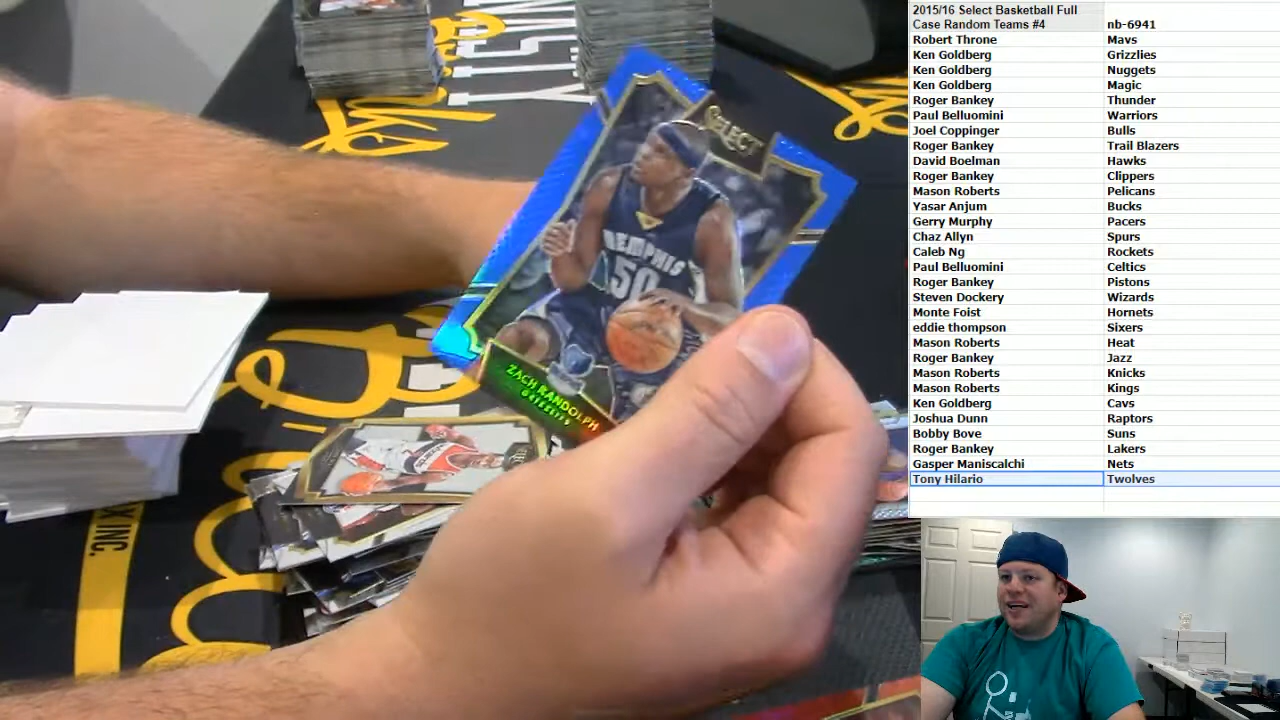 2015/16 Select Basketball Full
Case Random Teams #4 nb-6941
Robert Throne Mavs
Ken Goldberg Grizzlies
Ken Goldberg Nuggets
Ken Goldberg Magic
Roger Bankey Thunder
Paul Belluomini Warriors
Joel Coppinger Bulls
Roger Bankey Trail Blazers
David Boelman Hawks
Roger Bankey Clippers
Mason Roberts Pelicans
Yasar Anjum Bucks
Gerry Murphy Pacers
Chaz Allyn Spurs
Caleb Ng Rockets
Paul Belluomini Celtics
Roger Bankey Pistons
Steven Dockery Wizards
Monte Foist Hornets
eddie thompson Sixers
Mason Roberts Heat
Roger Bankey Jazz
Mason Roberts Knicks
Mason Roberts Kings
Ken Goldberg Cavs
Joshua Dunn Raptors
Bobby Bove Suns
Roger Bankey Lakers
Gasper Maniscalchi Nets
Tony Hilario Twolves
SELECT
MEMPHIS
50
ZACH RANDOLPH
GRIZZLIES
X INC.